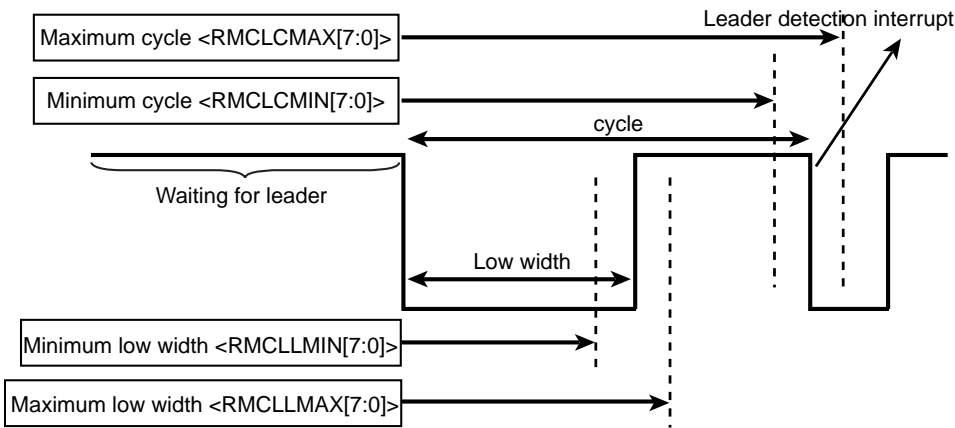 Leader detection interrupt
Maximum cycle <RMCLCMAX[7:0]>
Minimum cycle <RMCLCMIN[7:0]>
cycle
Waiting for leader
Low width
Minimum low width <RMCLLMIN[7:0]>
Maximum low width <RMCLLMAX[7:0]>